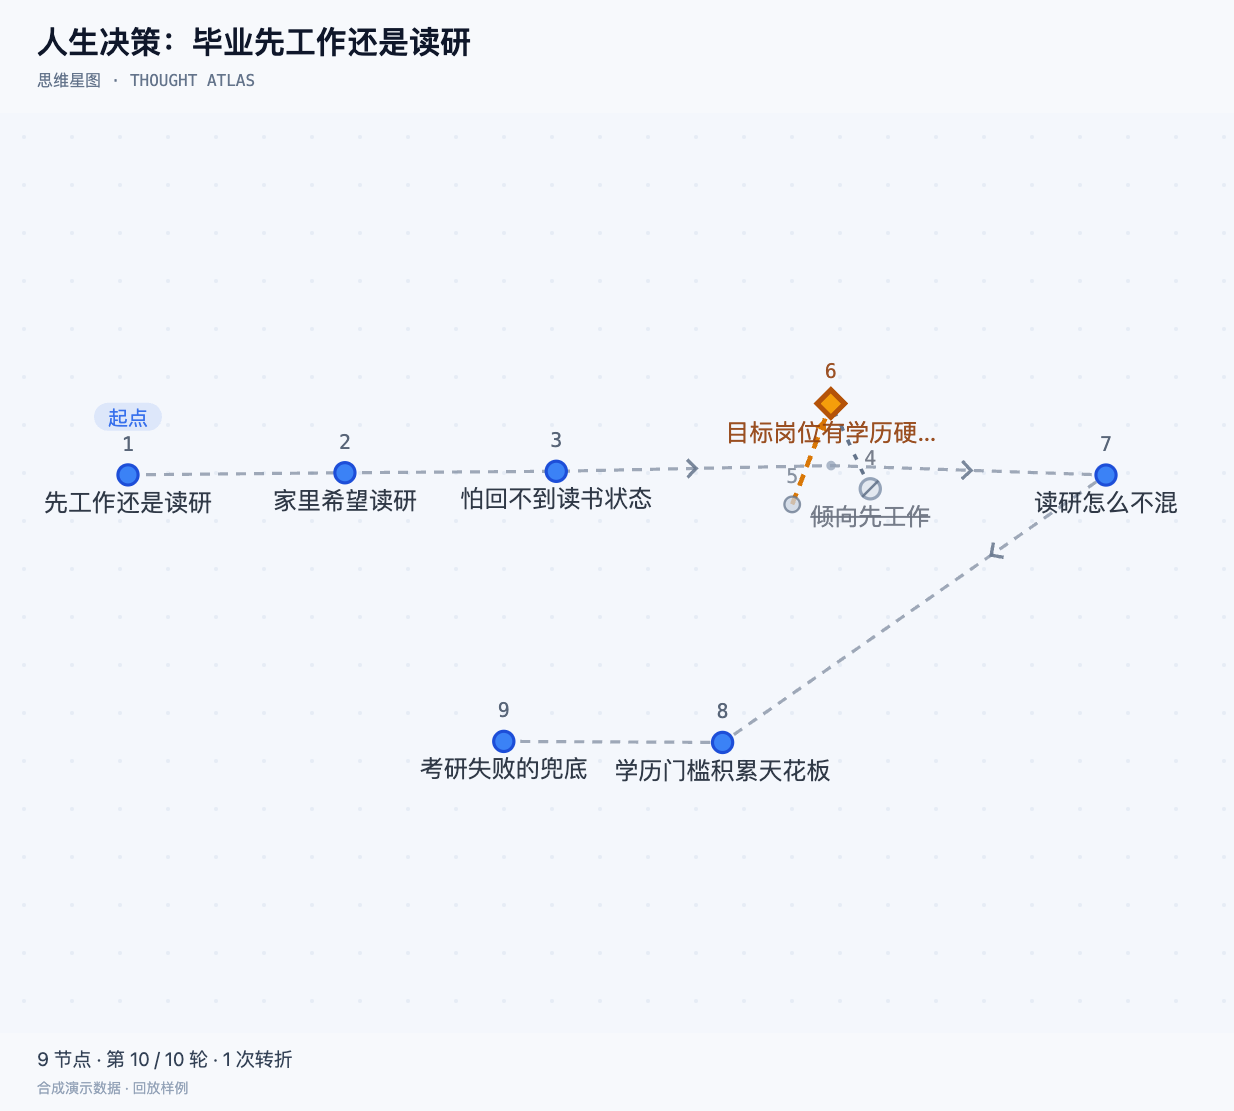 人生决策：毕业先工作还是读研
思维星图 · THOUGHT ATLAS
起点
1
先工作还是读研
2
家里希望读研
3
怕回不到读书状态
6
目标岗位有学历硬…
4
倾向先工作
5
7
读研怎么不混
9
考研失败的兜底
8
学历门槛积累天花板
9 节点 · 第 10 / 10 轮 · 1 次转折
合成演示数据 · 回放样例